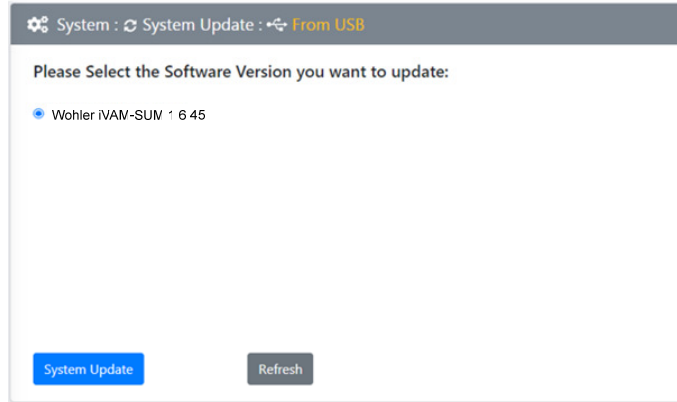 System : System Update : From USB
Please Select the Software Version you want to update:
Wohler iVAM-SUM 1 6 45
System Update
Refresh